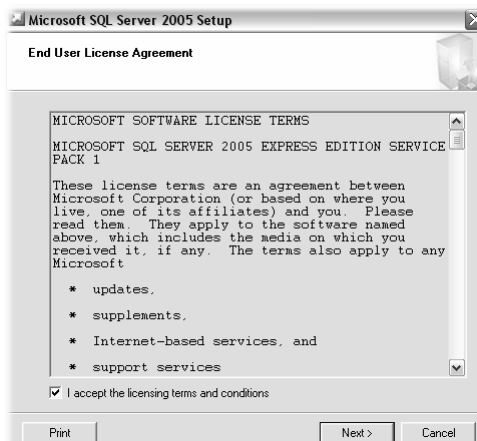 Microsoft SQL Server 2005 Setup
End User License Agreement
MICROSOFT SOFTWARE LICENSE TERMS
MICROSOFT SQL SERVER 2005 EXPRESS EDITION SERVICE
PACK 1
These license terms are an agreement between
Microsoft Corporation (or based on where you
live, one of its affiliates) and you.  Please
read them.  They apply to the software named
above, which includes the media on which you
received it, if any.  The terms also apply to any
Microsoft
* updates,
* supplements,
* Internet-based services, and
* support services
I accept the licensing terms and conditions
Print
Next >
Cancel